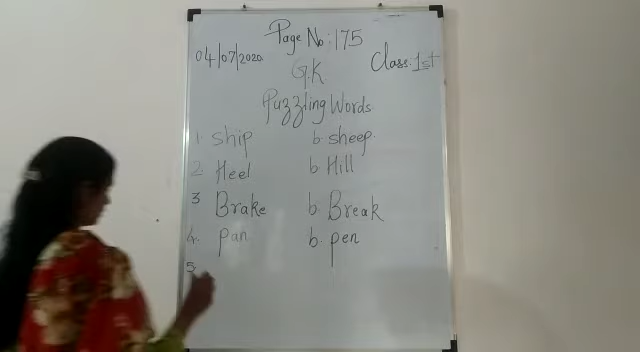 Page No: 175
04/07/2020
Class: 1st
G.K
Puzzling Words
1. Ship b. sheep.
2. Heel b. Hill
3 Brake b. Break
4. Pan b. pen
5.